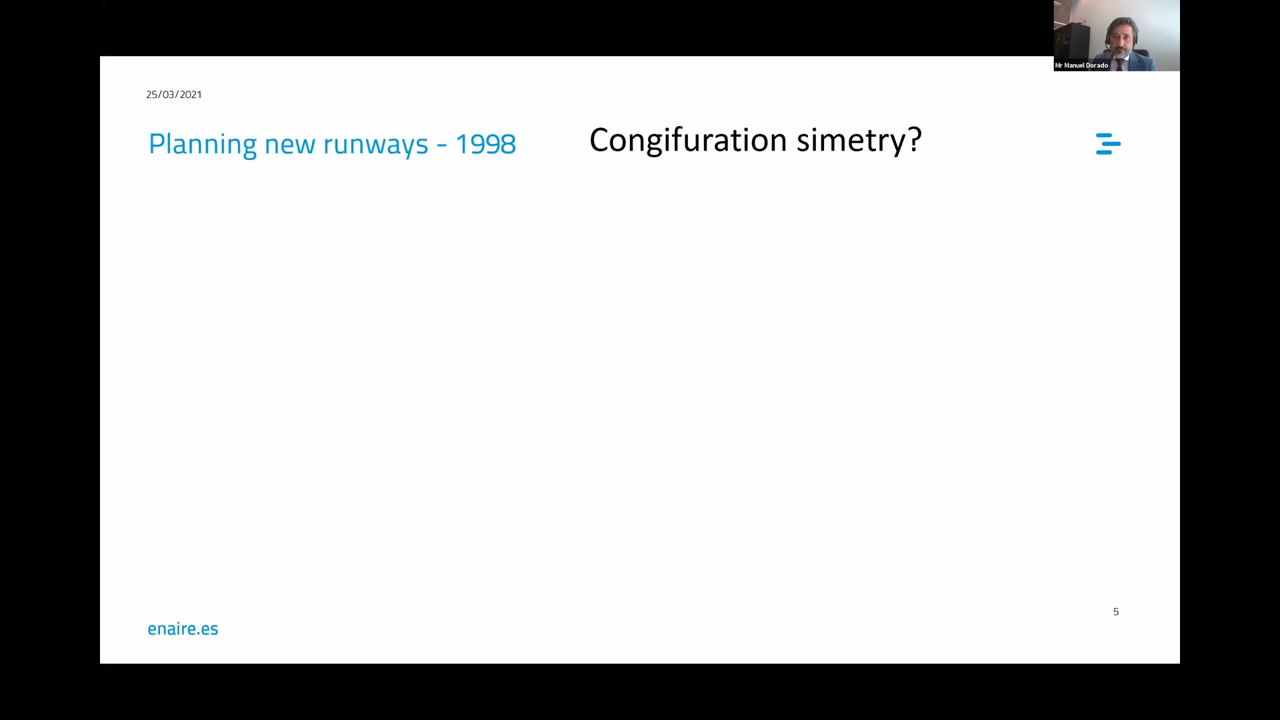 Mr Manuel Dorado
25/03/2021
Planning new runways - 1998
Congifuration simetry?
5
enaire.es